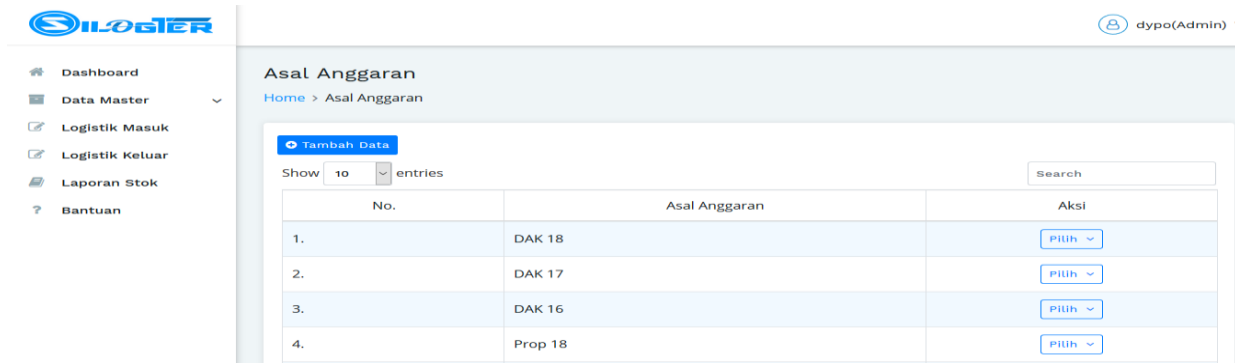 SILOGTER
dypo(Admin)
Dashboard
Data Master
Logistik Masuk
Logistik Keluar
Laporan Stok
Bantuan
Asal Anggaran
Home > Asal Anggaran
Tambah Data
Show 10 entries
Search
No. Asal Anggaran Aksi
1. DAK 18 Pilih
2. DAK 17 Pilih
3. DAK 16 Pilih
4. Prop 18 Pilih